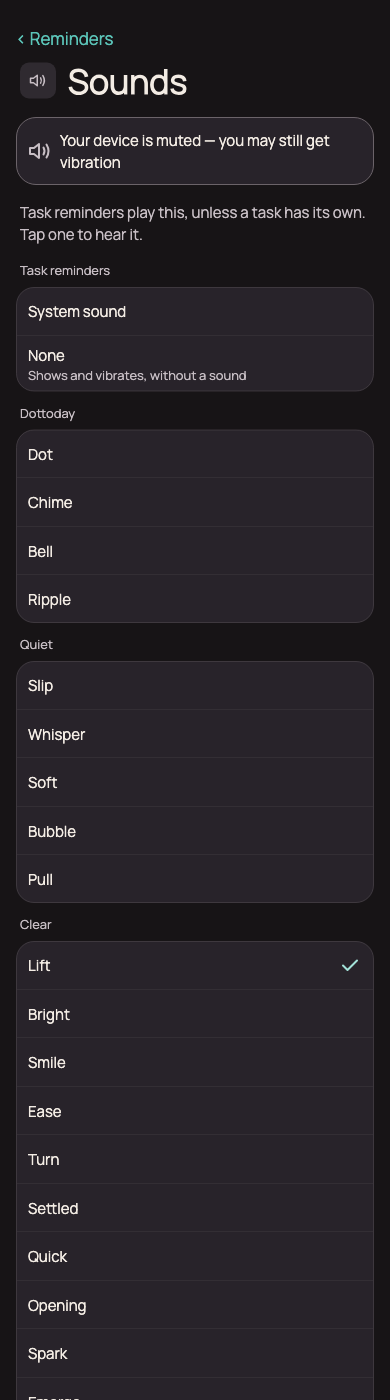 ‹ Reminders
Sounds
Your device is muted — you may still get
vibration
Task reminders play this, unless a task has its own.
Tap one to hear it.
Task reminders
System sound
None
Shows and vibrates, without a sound
Dottoday
Dot
Chime
Bell
Ripple
Quiet
Slip
Whisper
Soft
Bubble
Pull
Clear
Lift
Bright
Smile
Ease
Turn
Settled
Quick
Opening
Spark